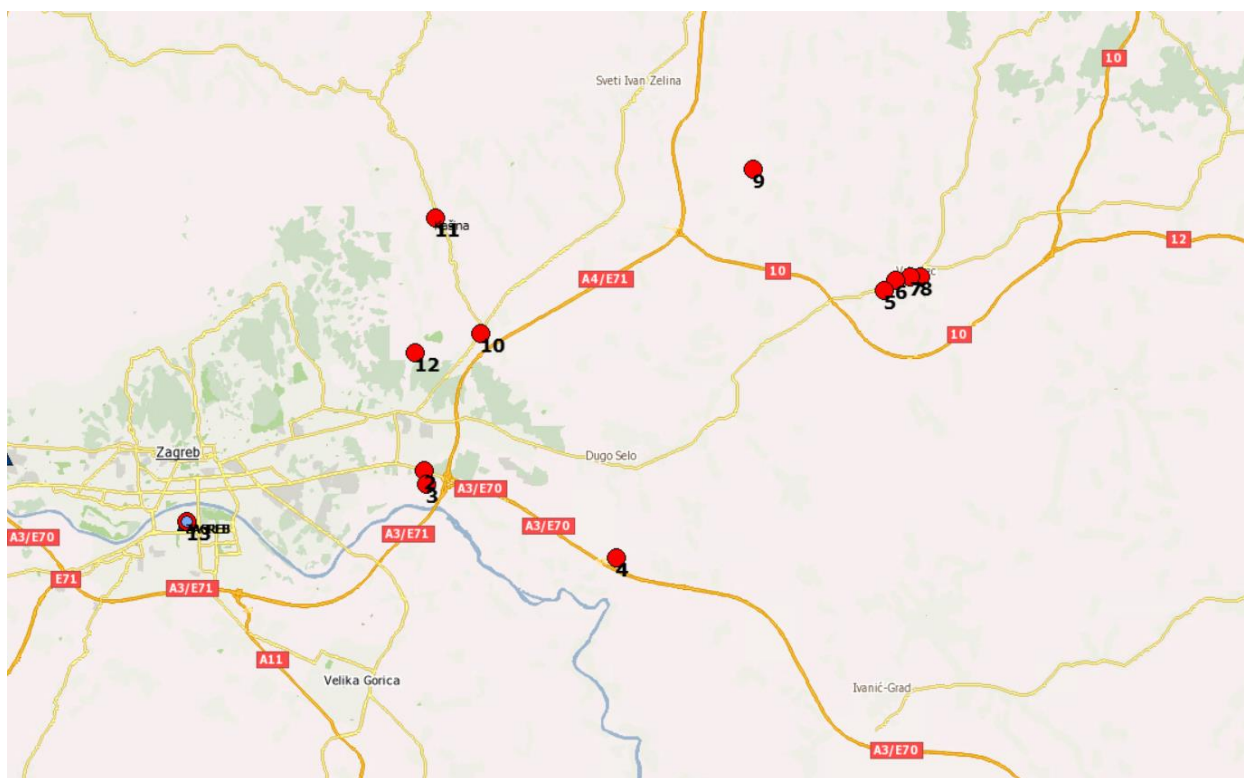 10
Sveti Ivan Zelina
9
11
12
A4/E71
10
5
6
7
8
10
10
12
Zagreb
Dugo Selo
2
3
A3/E70
A3/E70
A3/E71
13
A3/E70
4
E71
A3/E71
A11
Velika Gorica
Ivanić-Grad
A3/E70